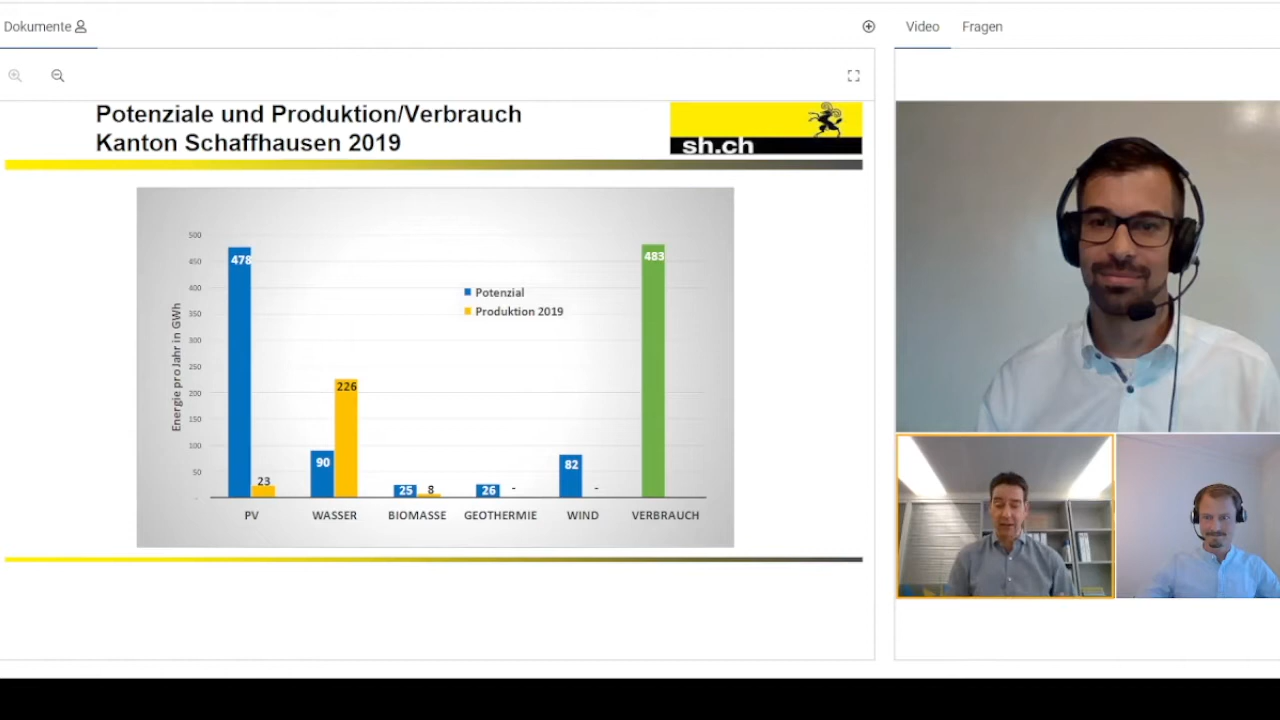 Dokumente
Video Fragen
Potenziale und Produktion/Verbrauch
Kanton Schaffhausen 2019
sh.ch
Energie pro Jahr in GWh
500
450
400
350
300
250
200
150
100
50
-
478
23
90
226
25
8
26
-
82
-
483
Potenzial
Produktion 2019
PV WASSER BIOMASSE GEOTHERMIE WIND VERBRAUCH